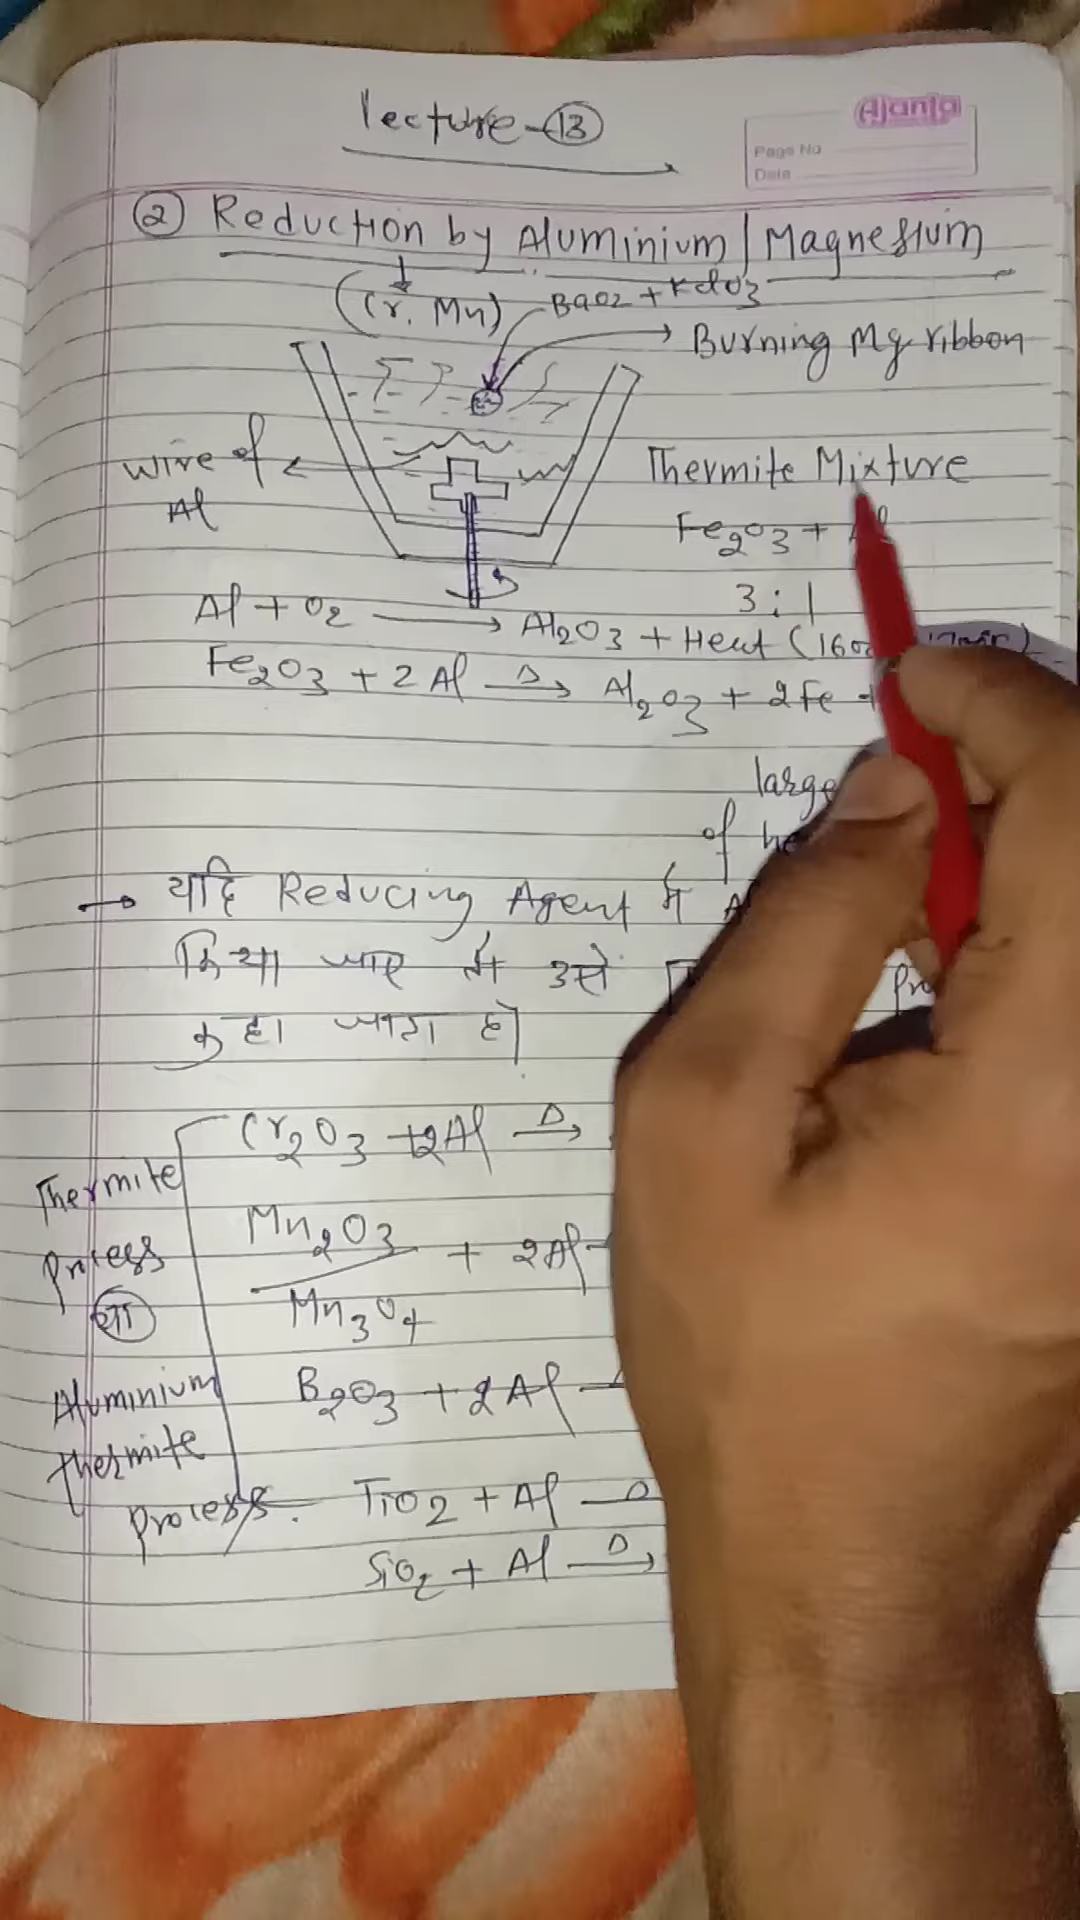 Lecture-13
Ajanta
Page No
Date
② Reduction by Aluminium/Magnesium
(Cr, Mn) BaO2 + KClO3
Burning Mg ribbon
wire of
Al
Thermite Mixture
Fe2O3 + Al
3:1
Al + O2 → Al2O3 + Heat (160
Fe2O3 + 2Al Δ→ Al2O3 + 2Fe +
large
of he
→ यदि Reducing Agent में A
किया जाए तो उसे Pro
कहा जाता है।
Cr2O3 + 2Al Δ→
Thermite
Mn2O3 + 2Al
Process
Mn3O4
या
Aluminium
B2O3 + 2Al
thermite
process. TiO2 + Al Δ
SiO2 + Al Δ→